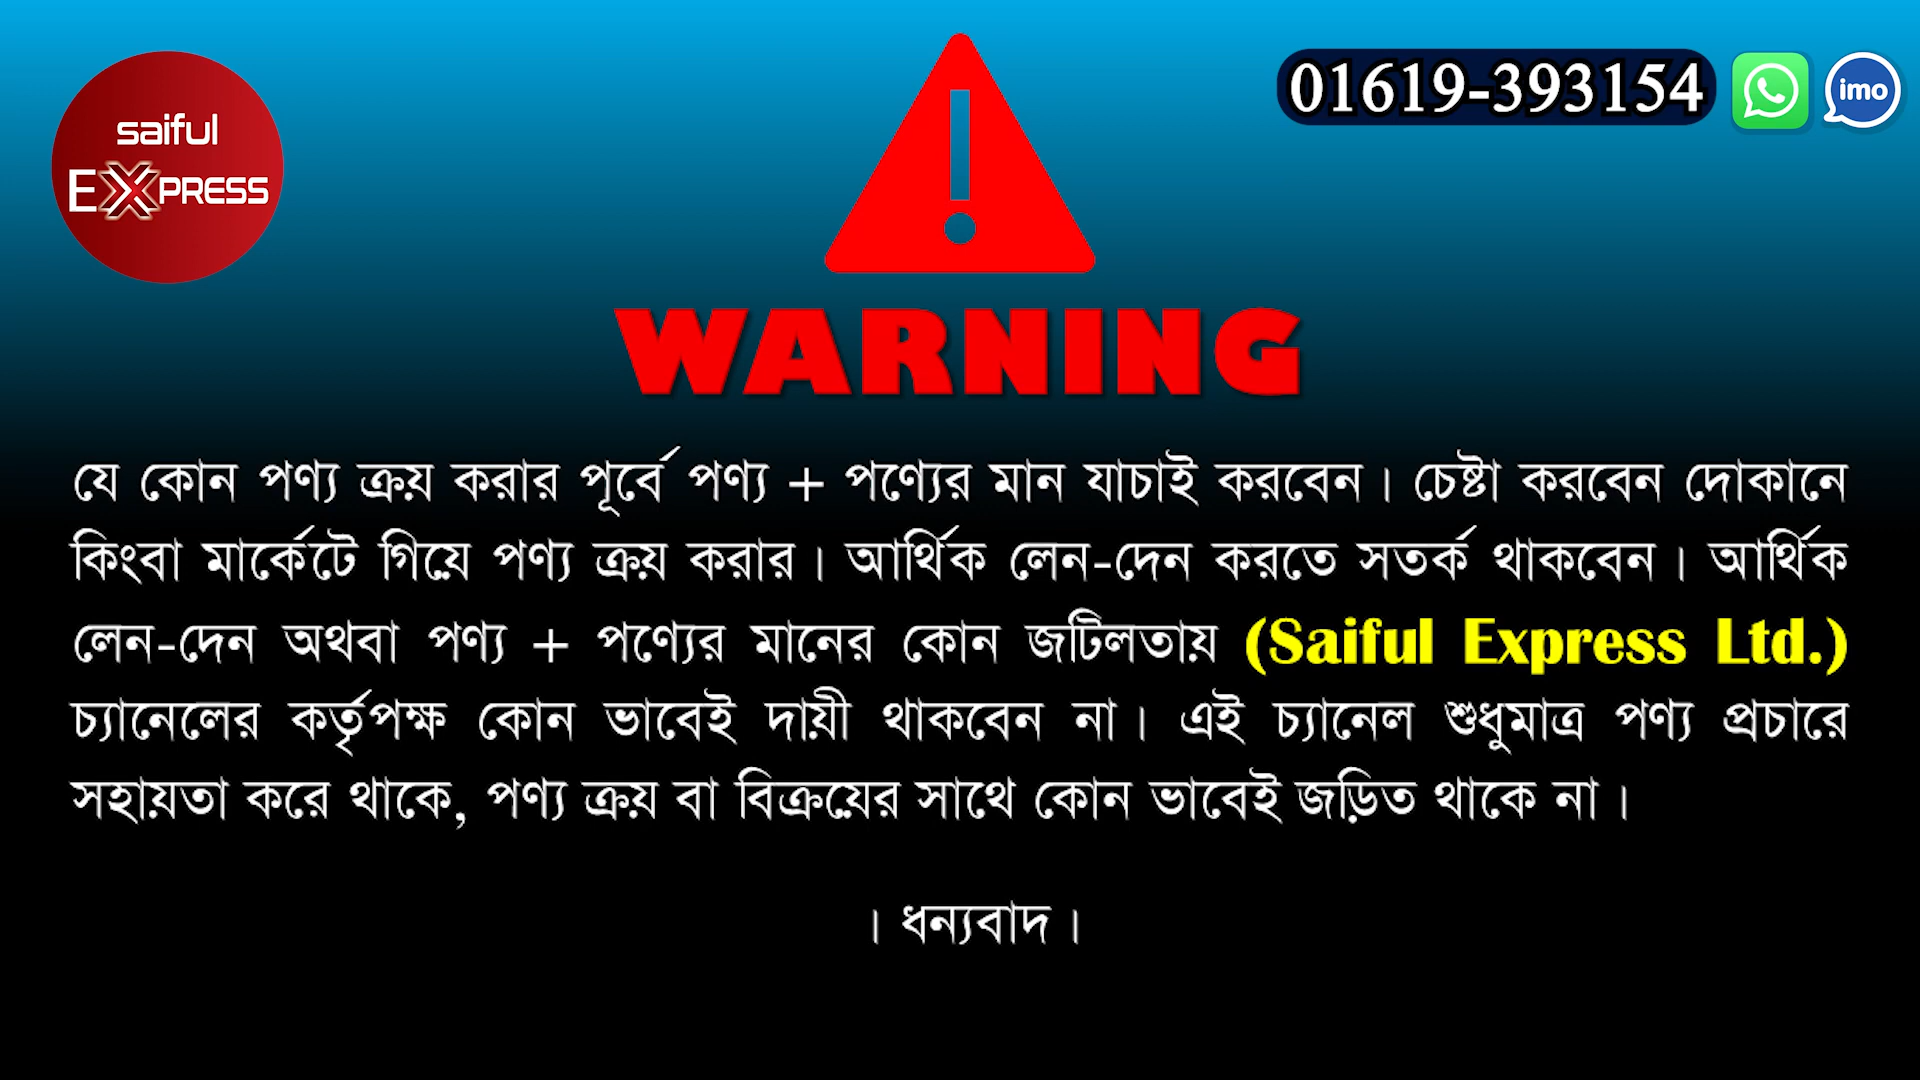 saiful
EXPRESS
01619-393154
imo
WARNING
যে কোন পণ্য ক্রয় করার পূর্বে পণ্য + পণ্যের মান যাচাই করবেন। চেষ্টা করবেন দোকানে
কিংবা মার্কেটে গিয়ে পণ্য ক্রয় করার। আর্থিক লেন-দেন করতে সতর্ক থাকবেন। আর্থিক
লেন-দেন অথবা পণ্য + পণ্যের মানের কোন জটিলতায় (Saiful Express Ltd.)
চ্যানেলের কর্তৃপক্ষ কোন ভাবেই দায়ী থাকবেন না। এই চ্যানেল শুধুমাত্র পণ্য প্রচারে
সহায়তা করে থাকে, পণ্য ক্রয় বা বিক্রয়ের সাথে কোন ভাবেই জড়িত থাকে না।
। ধন্যবাদ।